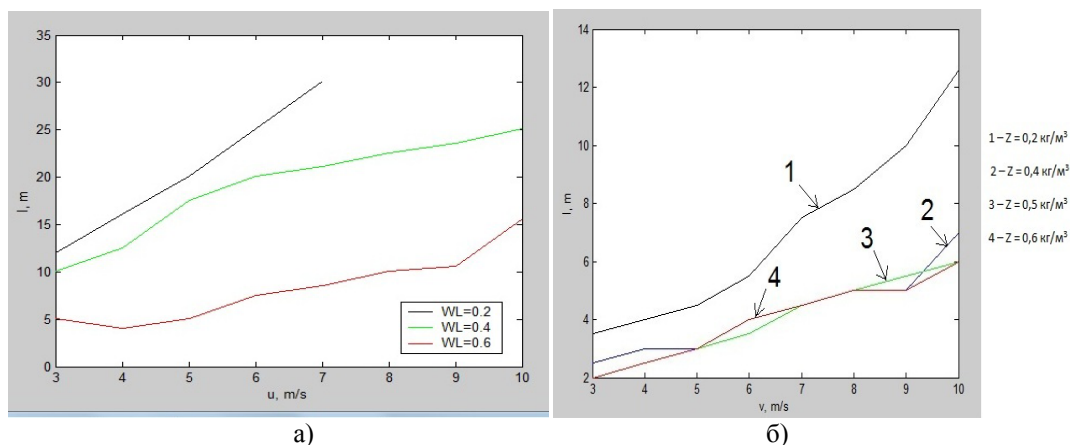 35
30
25
20
15
10
5
0
l, m
3 4 5 6 7 8 9 10
u, m/s
WL=0.2
WL=0.4
WL=0.6
а)
14
12
10
8
6
4
2
l, m
3 4 5 6 7 8 9 10
v, m/s
1
2
3
4
1 – Z = 0,2 кг/м³
2 – Z = 0,4 кг/м³
3 – Z = 0,5 кг/м³
4 – Z = 0,6 кг/м³
б)